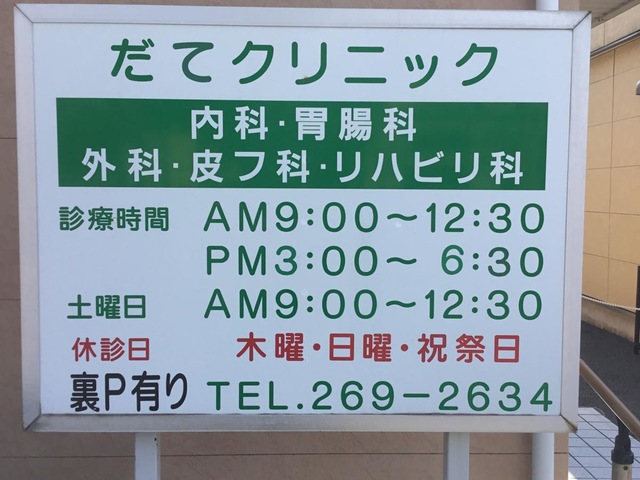 だてクリニック
内科・胃腸科
外科・皮フ科・リハビリ科
診療時間 AM9:00～12:30
PM3:00～ 6:30
土曜日 AM9:00～12:30
休診日 木曜・日曜・祝祭日
裏P有り TEL.269-2634